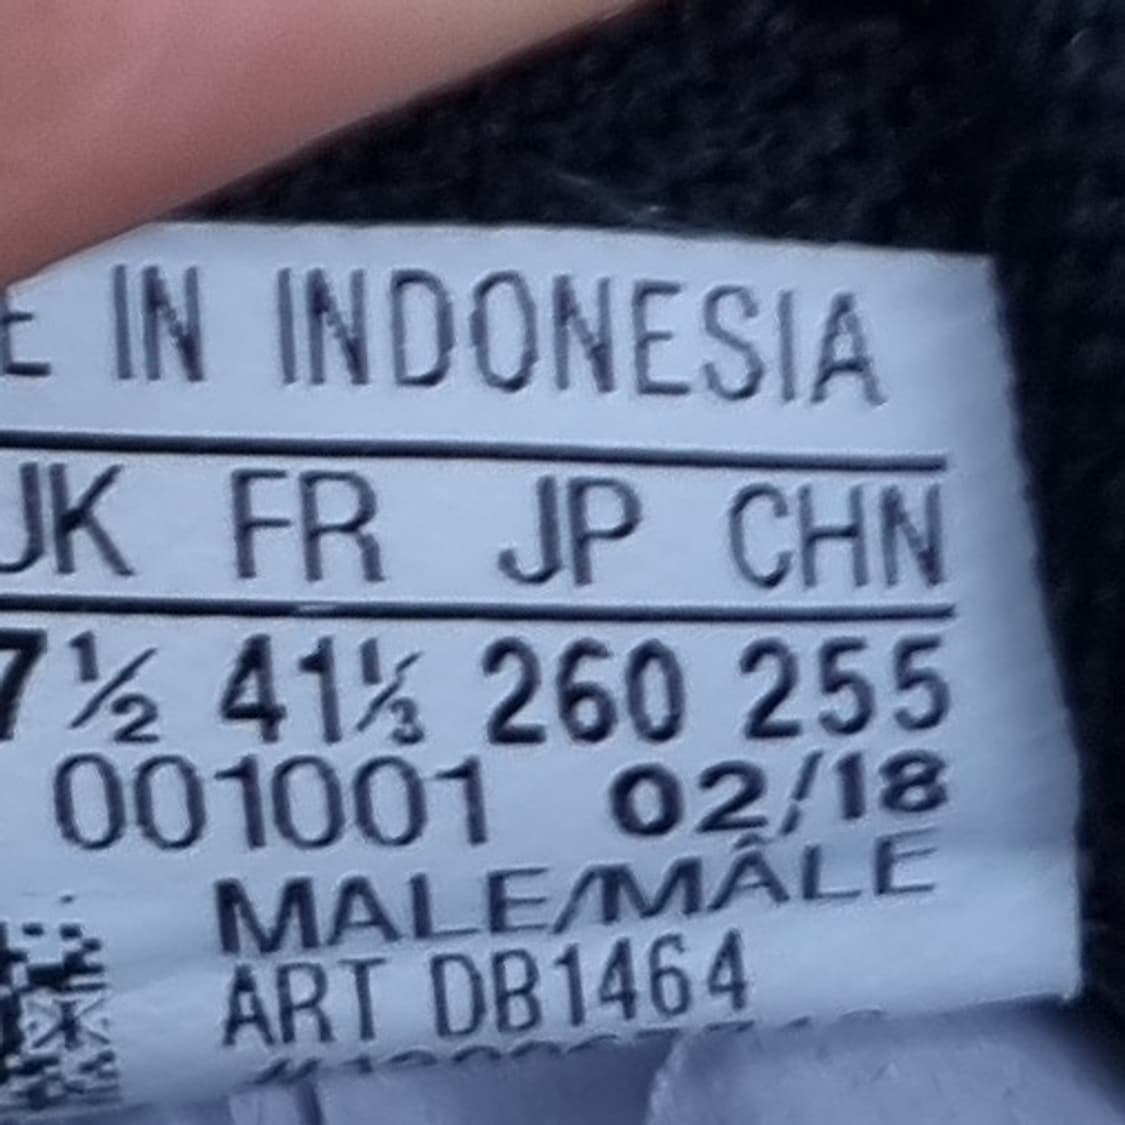 E IN INDONESIA
UK FR JP CHN
7½ 41⅓ 260 255
001001 02/18
MALE/MÂLE
ART DB1464